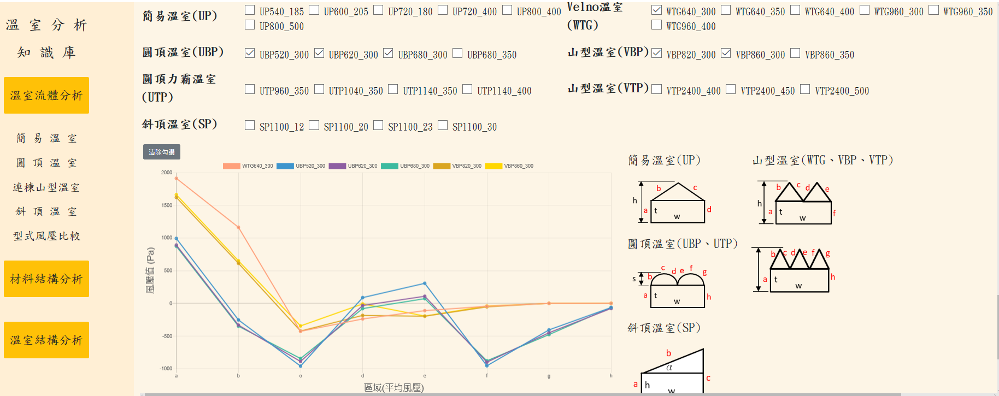 溫室分析
知識庫
溫室流體分析
簡易溫室
圓頂溫室
連棟山型溫室
斜頂溫室
型式風壓比較
材料結構分析
溫室結構分析
簡易溫室(UP)
UP540_185 UP600_205 UP720_180 UP720_400 UP800_400
UP800_500
Velno溫室
(WTG)
WTG640_300 WTG640_350 WTG640_400 WTG960_300 WTG960_350
WTG960_400
圓頂溫室(UBP)
UBP520_300 UBP620_300 UBP680_300 UBP680_350
山型溫室(VBP)
VBP820_300 VBP860_300 VBP860_350
圓頂力霸溫室
(UTP)
UTP960_350 UTP1040_350 UTP1140_350 UTP1140_400
山型溫室(VTP)
VTP2400_400 VTP2400_450 VTP2400_500
斜頂溫室(SP)
SP1100_12 SP1100_20 SP1100_23 SP1100_30
清除勾選
WTG640_300 UBP520_300 UBP620_300 UBP680_300 VBP820_300 VBP860_300
風壓值 (Pa)
2000
1500
1000
500
0
-500
-1000
a b c d e f g h
區域(平均風壓)
簡易溫室(UP)
b c
h a t w d
山型溫室(WTG、VBP、VTP)
b c d e
h a t w f
圓頂溫室(UBP、UTP)
s b c d e f g
a t w h
b c d e f g
a t w h
斜頂溫室(SP)
b
α
a h w c